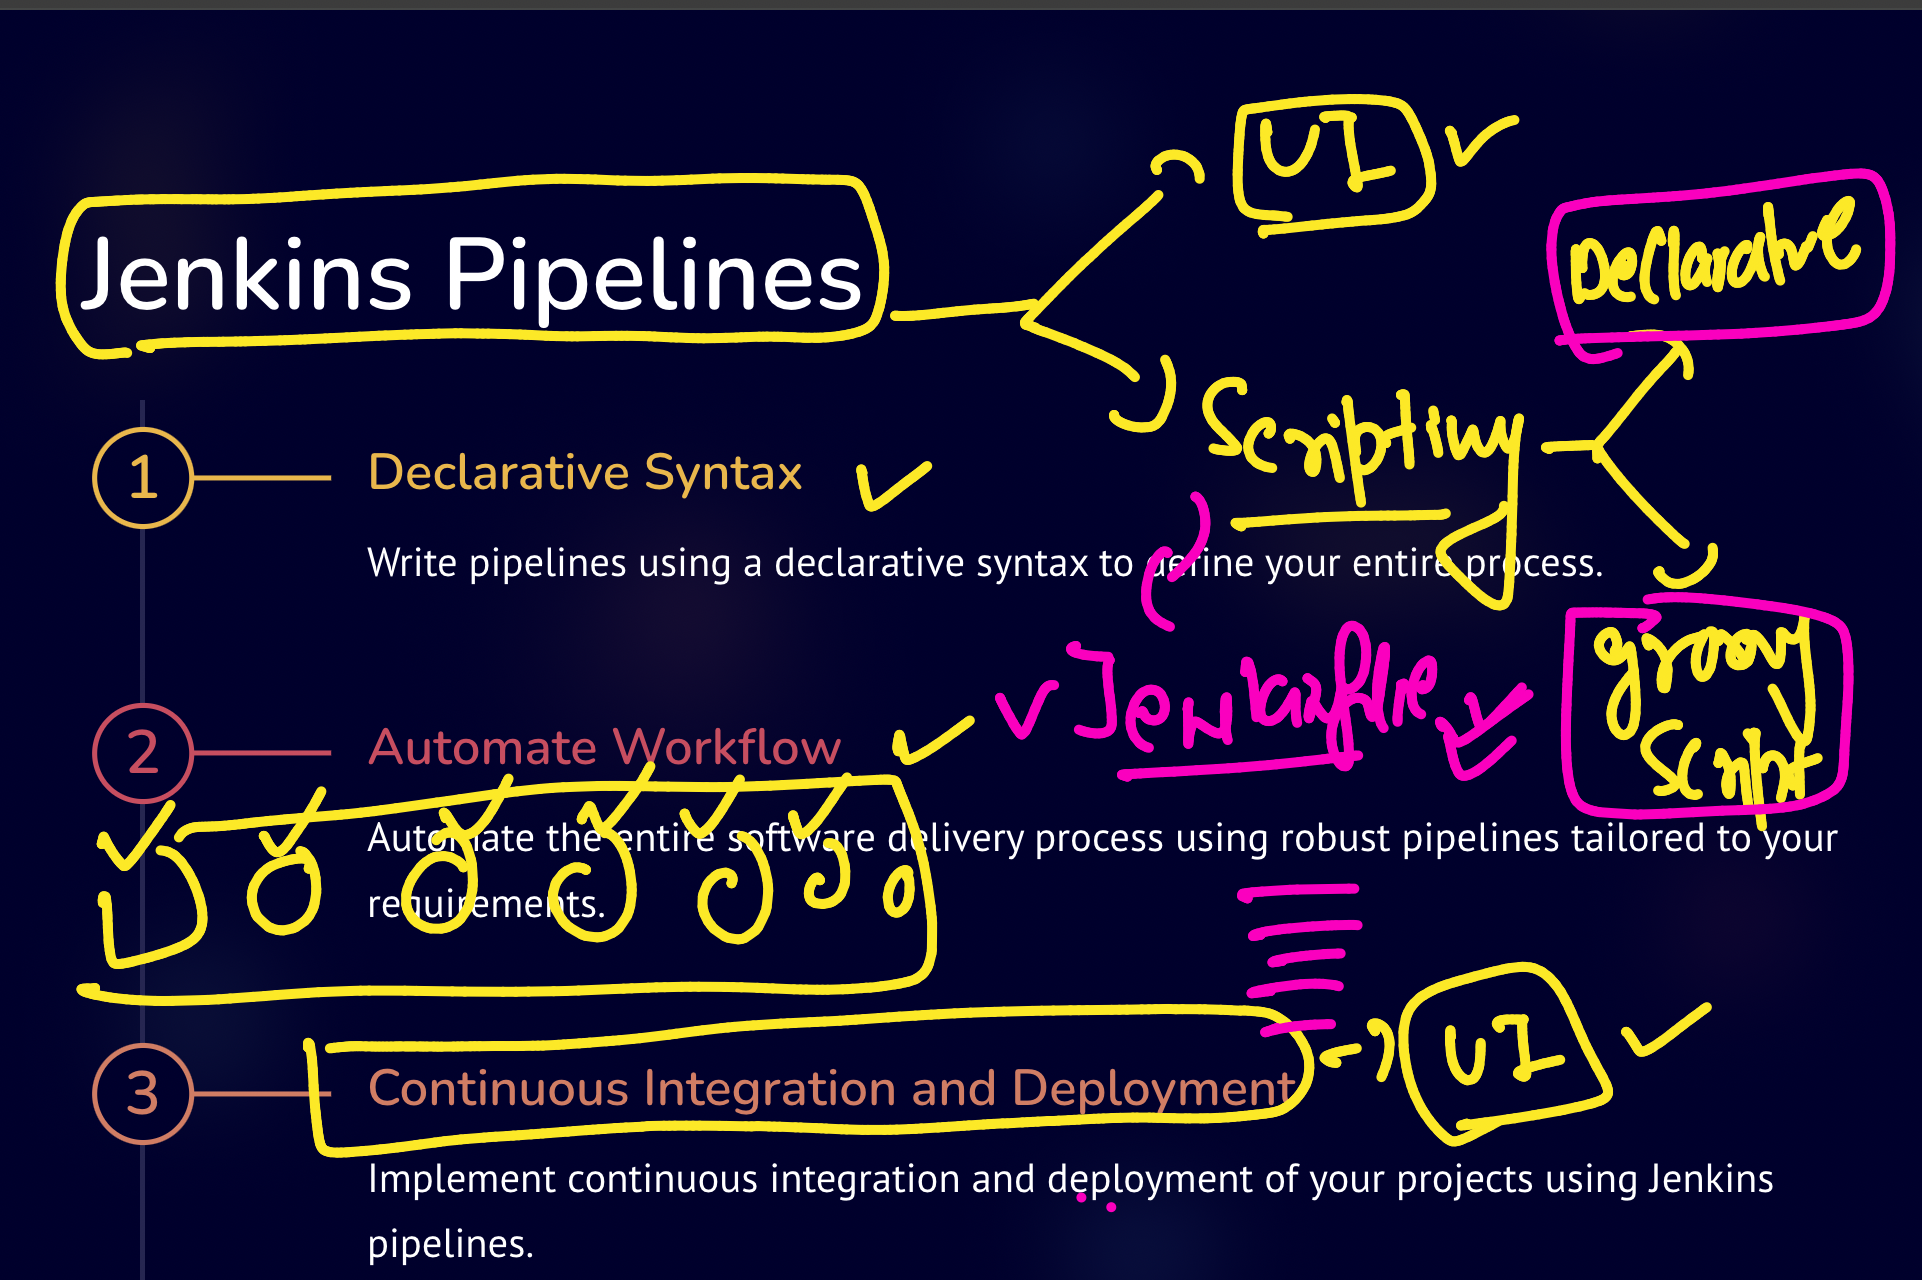 UI
Declarative
Jenkins Pipelines
Scripting
1
Declarative Syntax
Write pipelines using a declarative syntax to define your entire process.
groovy
Script
Jenkinsfile
2
Automate Workflow
Automate the entire software delivery process using robust pipelines tailored to your
requirements.
UI
3
Continuous Integration and Deployment
Implement continuous integration and deployment of your projects using Jenkins
pipelines.